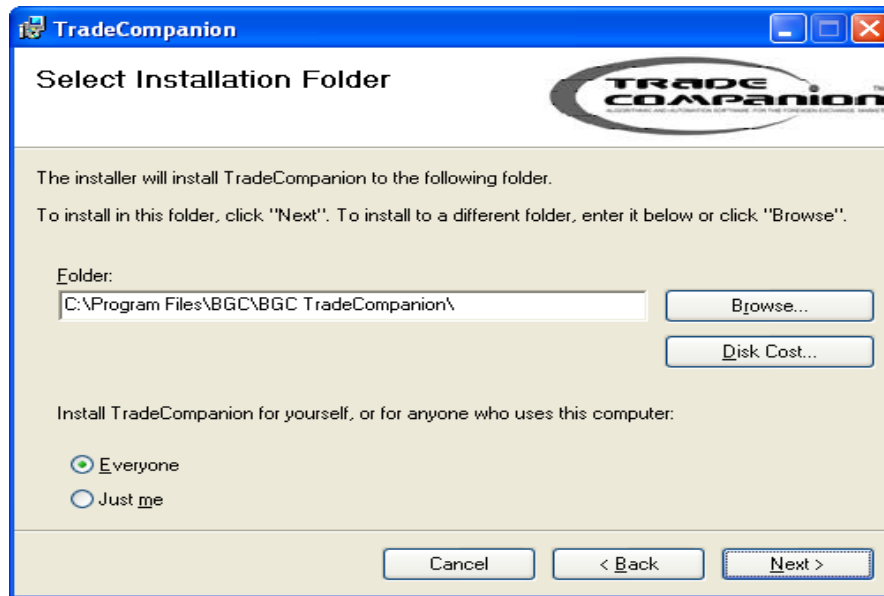 TradeCompanion
Select Installation Folder
TRADE
COMPANION
The installer will install TradeCompanion to the following folder.
To install in this folder, click "Next". To install to a different folder, enter it below or click "Browse".
Folder:
C:\Program Files\BGC\BGC TradeCompanion\
Browse...
Disk Cost...
Install TradeCompanion for yourself, or for anyone who uses this computer:
Everyone
Just me
Cancel
< Back
Next >